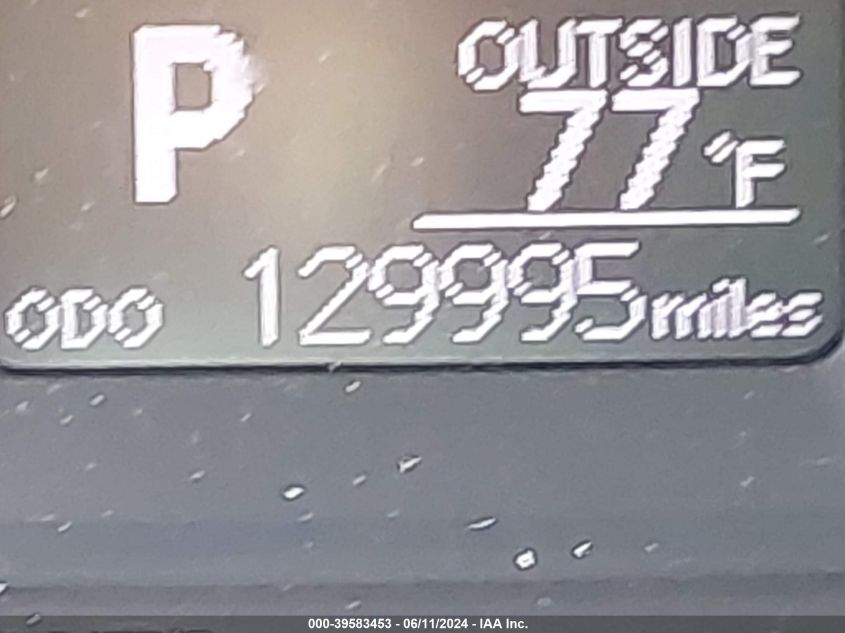 P
OUTSIDE
77°F
ODO 129995 miles
000-39583453 - 06/11/2024 - IAA Inc.